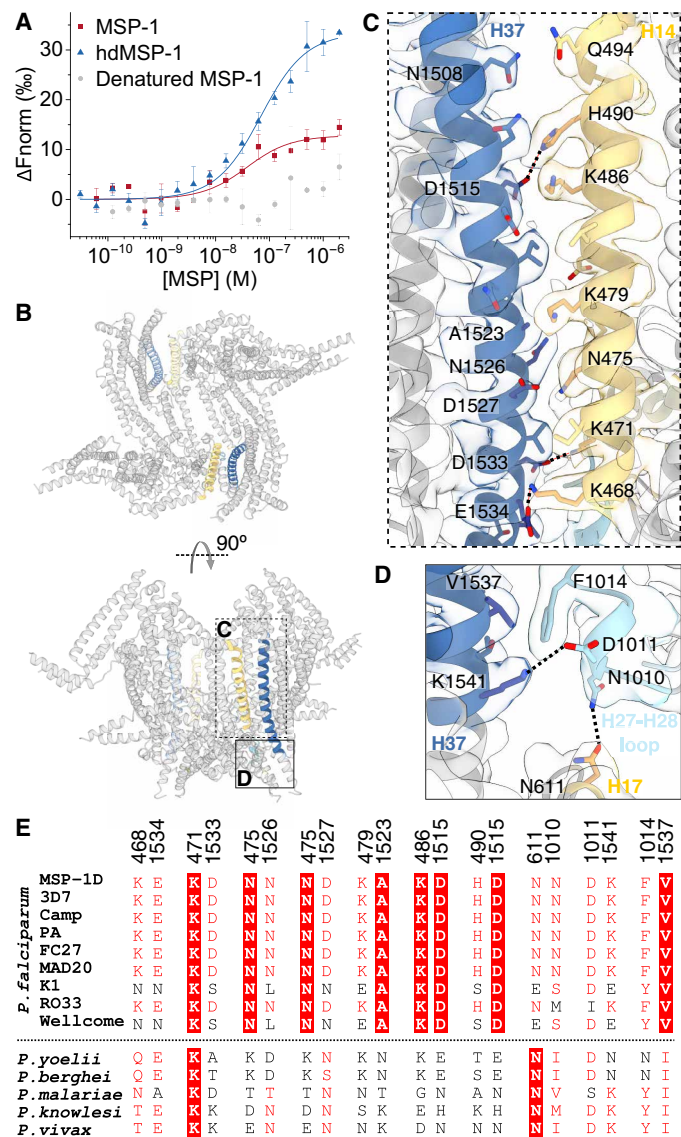 A
MSP-1
hdMSP-1
Denatured MSP-1
ΔFnorm (‰)
30
20
10
0
10⁻¹⁰ 10⁻⁹ 10⁻⁸ 10⁻⁷ 10⁻⁶
[MSP] (M)
B
90º
C
D
C
H37
H14
Q494
N1508
H490
D1515
K486
K479
A1523
N1526
N475
D1527
K471
D1533
K468
E1534
D
V1537
F1014
D1011
K1541
N1010
H27-H28
loop
H37
N611
H17
E
468 1534 471 1533 475 1526 475 1527 479 1523 486 1515 490 1515 611 1010 1011 1541 1014 1537
P.falciparum
MSP-1D K E K D N N N D K A K D H D N N D K F V
3D7 K E K D N N N D K A K D H D N N D K F V
Camp K E K D N N N D K A K D H D N N D K F V
PA K E K D N N N D K A K D H D N N D K F V
FC27 K E K D N N N D K A K D H D N N D K F V
MAD20 K E K D N N N D K A K D H D N N D K F V
K1 N N K S N L N E A A K D S D E S D E Y V
RO33 K E K D N N N D K A K D H D N M I K F V
Wellcome N N K S N L N E A A K D S D E S D E Y V
P.yoelii Q E K A K D K N K N K E T E N I D N N I
P.berghei Q E K T K D K S K N K E S E N I D N N I
P.malariae N A K D T T T N N T G N A N N V S K Y I
P.knowlesi T E K K D N D N S K E H K H N M D K Y I
P.vivax T E K K E N E N N K N K N N N I D K Y I